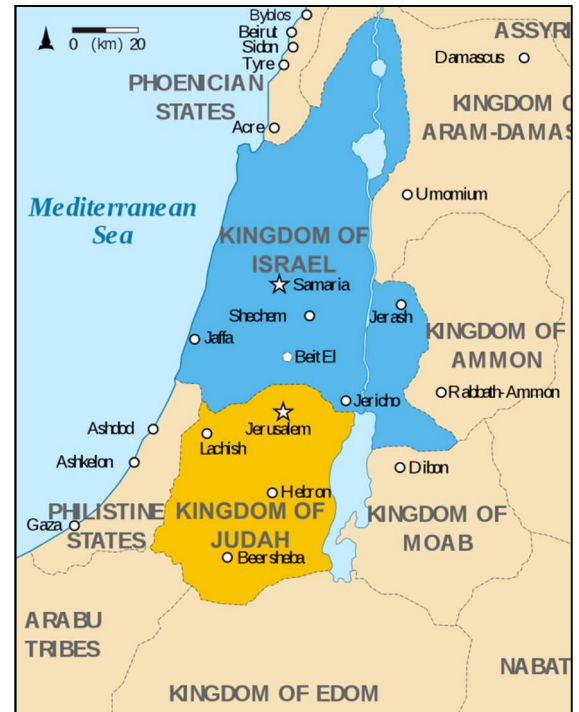 Byblos
Beirut
Sidon
Tyre
0 (km) 20
ASSYRI
Damascus
PHOENICIAN
STATES
KINGDOM O
ARAM-DAMAS
Acre
Umomium
Mediterranean
Sea
KINGDOM OF
ISRAEL
Samaria
Shechem
Jerash
Jaffa
KINGDOM OF
AMMON
Beit El
Rabbath-Ammon
Jericho
Jerusalem
Ashdod
Lachish
Ashkelon
Dibon
Hebron
Gaza
PHILISTINE
STATES
KINGDOM OF
JUDAH
KINGDOM OF
MOAB
Beersheba
ARABU
TRIBES
NABAT
KINGDOM OF EDOM